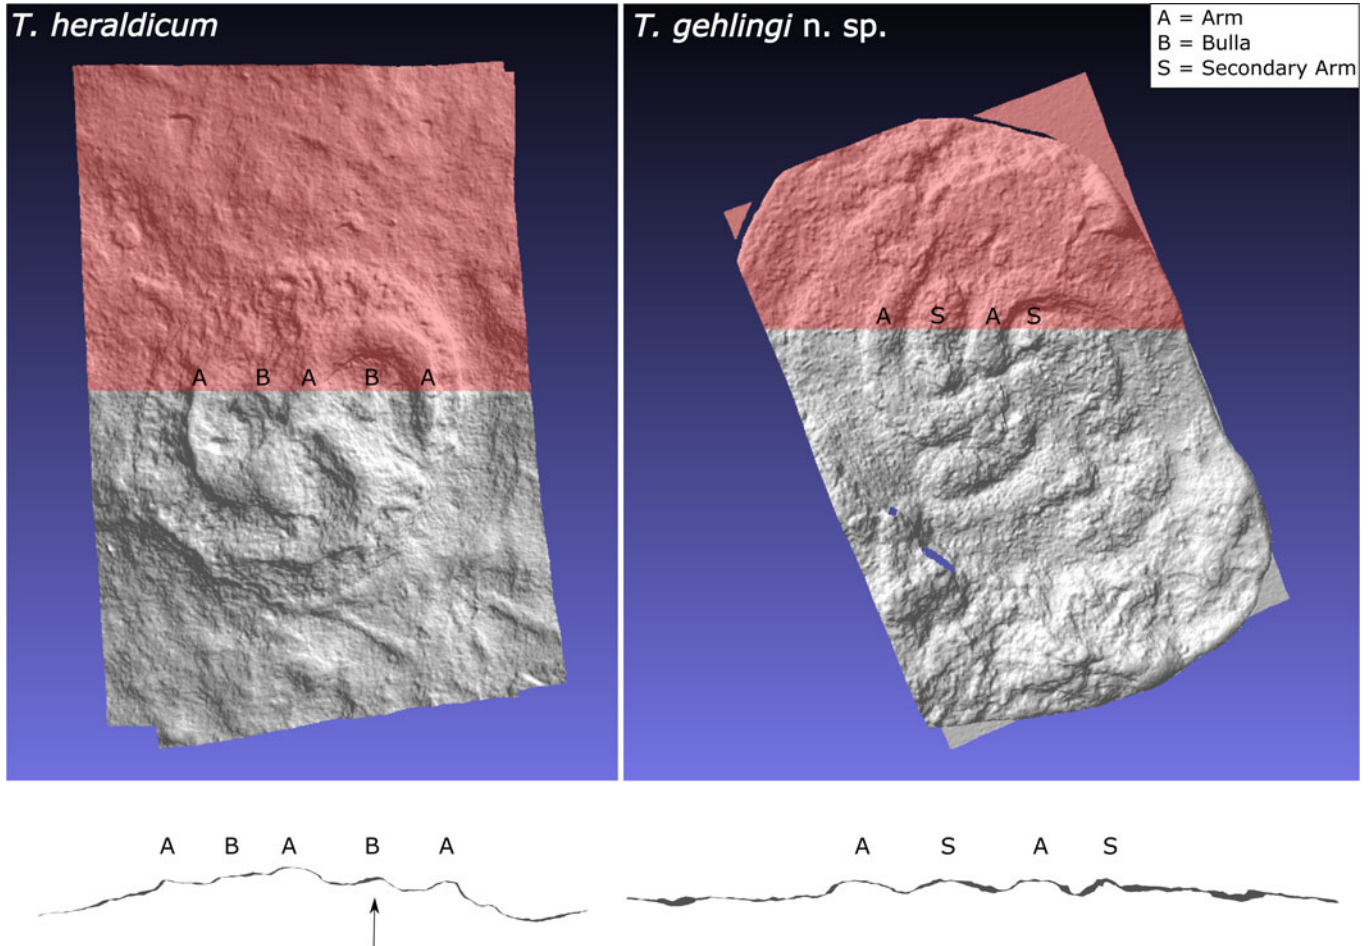 T. heraldicum
T. gehlingi n. sp.
A = Arm
B = Bulla
S = Secondary Arm
A B A B A
A S A S
A B A B A
A S A S